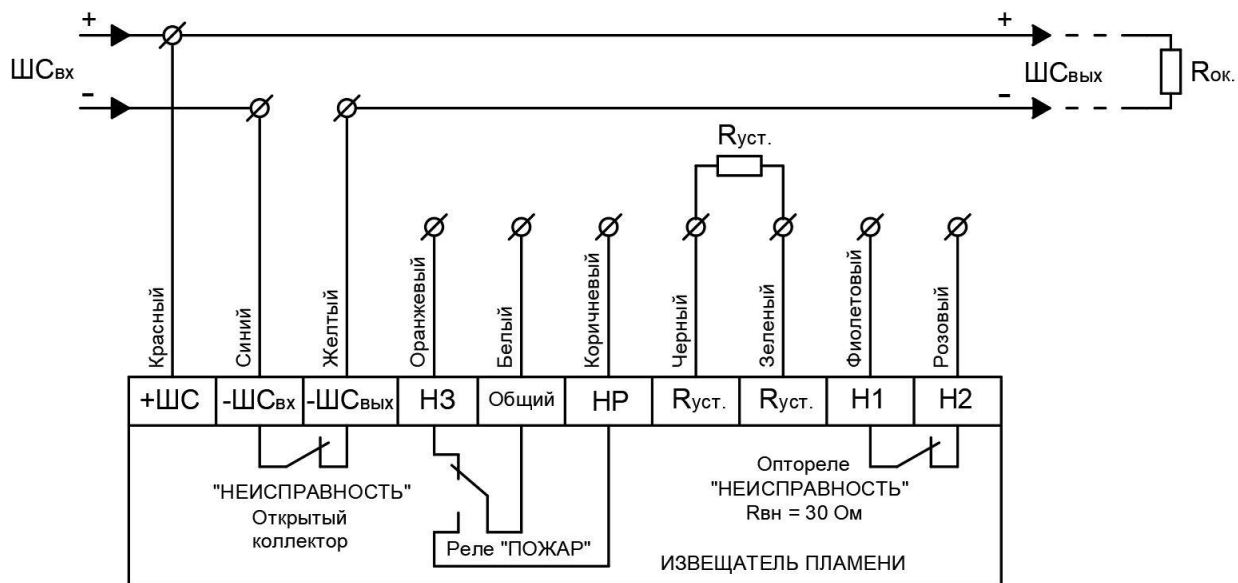 +
+
ШСвх
ШСвых
Rок.
-
-
Rуст.
Красный
Синий
Желтый
Оранжевый
Белый
Коричневый
Черный
Зеленый
Фиолетовый
Розовый
+ШС
-ШСвх
-ШСвых
НЗ
Общий
НР
Rуст.
Rуст.
Н1
Н2
"НЕИСПРАВНОСТЬ"
Открытый
коллектор
Реле "ПОЖАР"
Оптореле
"НЕИСПРАВНОСТЬ"
Rвн = 30 Ом
ИЗВЕЩАТЕЛЬ ПЛАМЕНИ